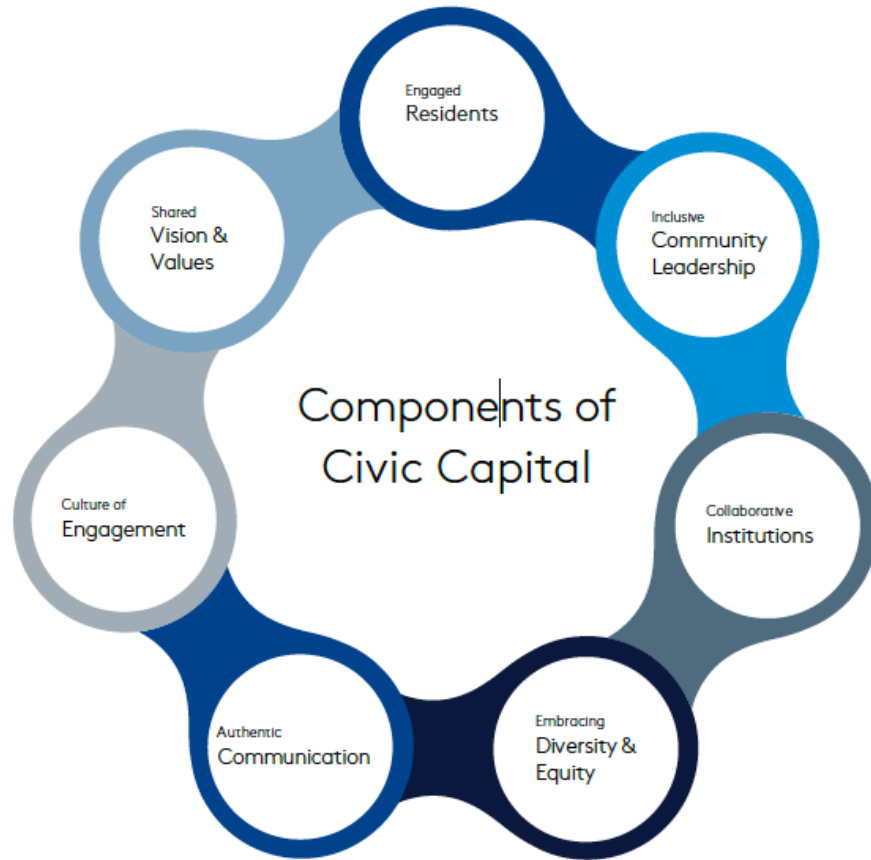 Engaged
Residents
Inclusive
Community
Leadership
Collaborative
Institutions
Embracing
Diversity &
Equity
Authentic
Communication
Culture of
Engagement
Shared
Vision &
Values
Components of
Civic Capital